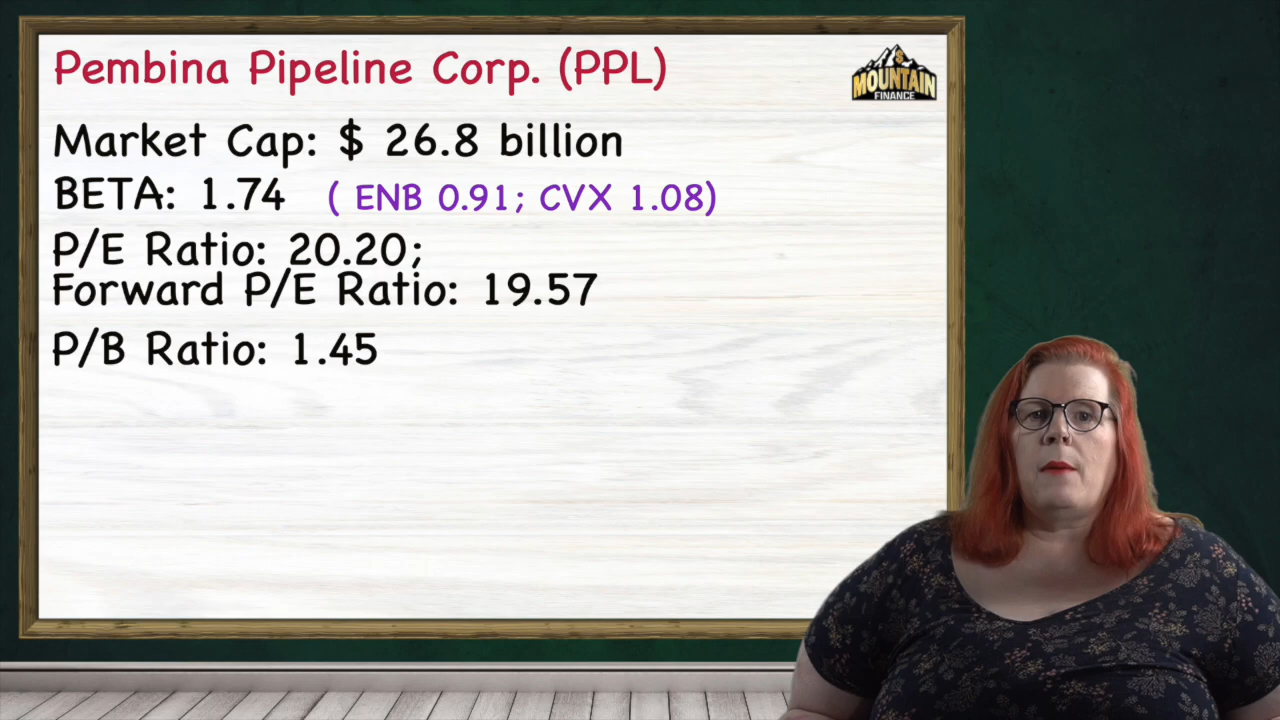 Pembina Pipeline Corp. (PPL)
MOUNTAIN
FINANCE
Market Cap: $ 26.8 billion
BETA: 1.74 ( ENB 0.91; CVX 1.08)
P/E Ratio: 20.20;
Forward P/E Ratio: 19.57
P/B Ratio: 1.45